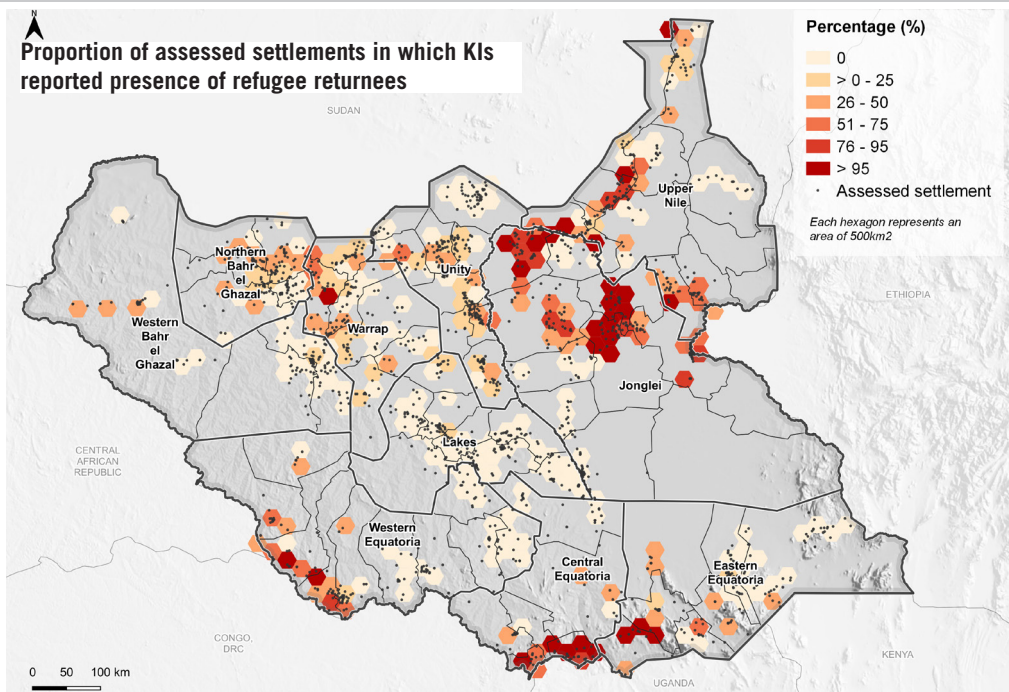 N
Proportion of assessed settlements in which KIs
reported presence of refugee returnees
Percentage (%)
0
> 0 - 25
26 - 50
51 - 75
76 - 95
> 95
Assessed settlement
Each hexagon represents an
area of 500km2
SUDAN
Upper
Nile
Northern
Bahr
el
Ghazal
Unity
ETHIOPIA
Western
Bahr
el
Ghazal
Warrap
Jonglei
Lakes
CENTRAL
AFRICAN
REPUBLIC
Western
Equatoria
Central
Equatoria
Eastern
Equatoria
CONGO,
DRC
KENYA
UGANDA
0 50 100 km